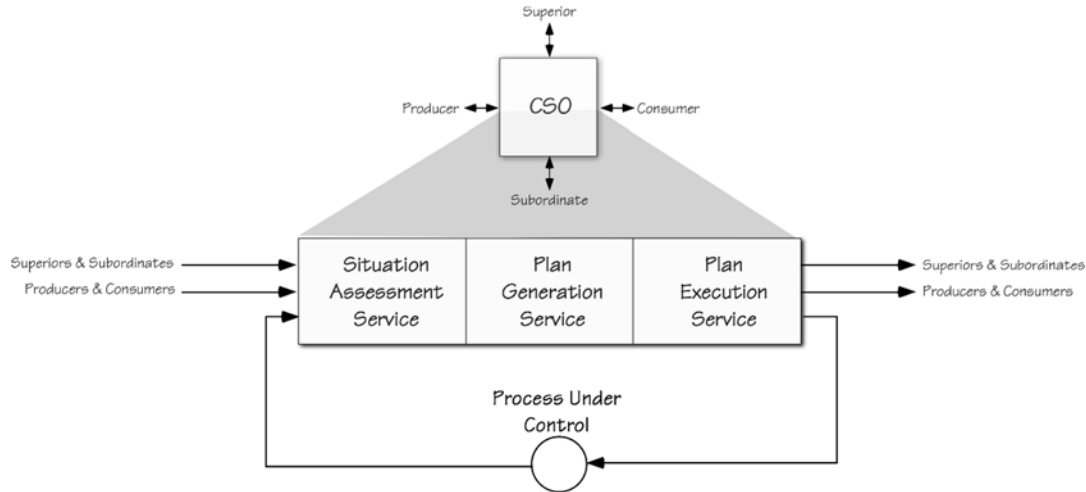 Superior
Producer
CSO
Consumer
Subordinate
Superiors & Subordinates
Producers & Consumers
Situation
Assessment
Service
Plan
Generation
Service
Plan
Execution
Service
Superiors & Subordinates
Producers & Consumers
Process Under
Control